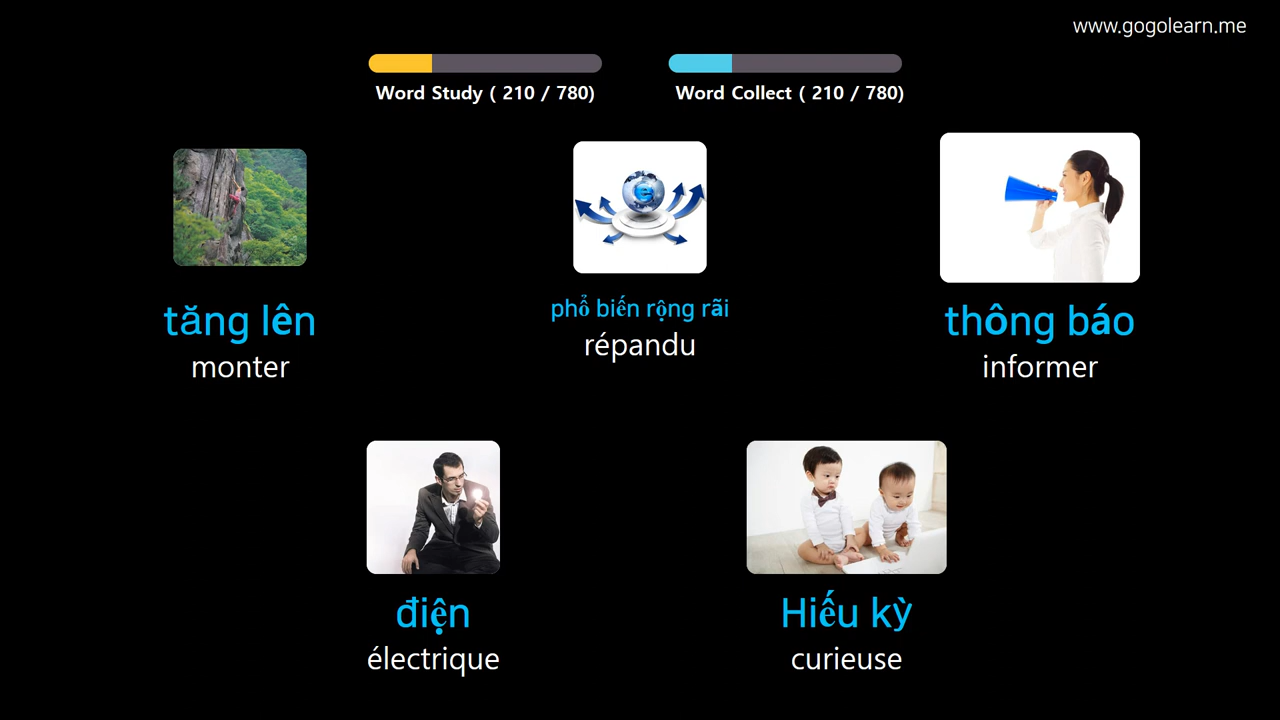 www.gogolearn.me
Word Study ( 210 / 780)
Word Collect ( 210 / 780)
tăng lên
monter
phổ biến rộng rãi
répandu
thông báo
informer
điện
électrique
Hiếu kỳ
curieuse